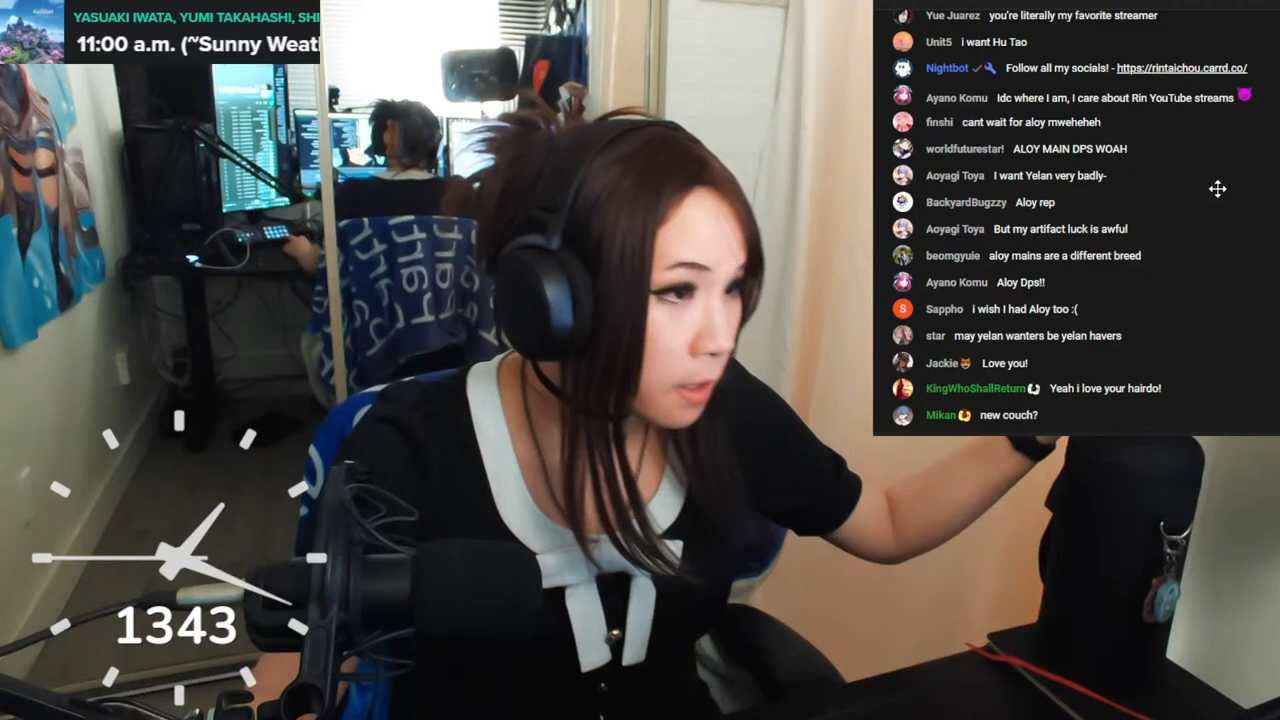 YASUAKI IWATA, YUMI TAKAHASHI, SHI
11:00 a.m. (~Sunny Weat
Yue Juarez you're literally my favorite streamer
Unit5 i want Hu Tao
Nightbot Follow all my socials! - https://rintaichou.carrd.co/
Ayano Komu Idc where I am, I care about Rin YouTube streams
finshi cant wait for aloy mweheheh
worldfuturestar! ALOY MAIN DPS WOAH
Aoyagi Toya I want Yelan very badly-
BackyardBugzzy Aloy rep
Aoyagi Toya But my artifact luck is awful
beomgyuie aloy mains are a different breed
Ayano Komu Aloy Dps!!
S Sappho i wish I had Aloy too :(
star may yelan wanters be yelan havers
Jackie Love you!
KingWhoShallReturn Yeah i love your hairdo!
Mikan new couch?
1343